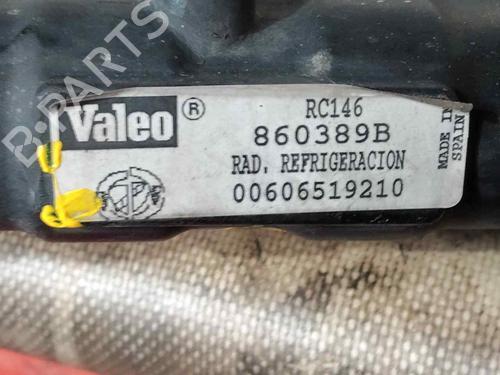 Valeo ®
RC146
860389B
RAD. REFRIGERACION
00606519210
MADE IN
SPAIN
B-PARTS